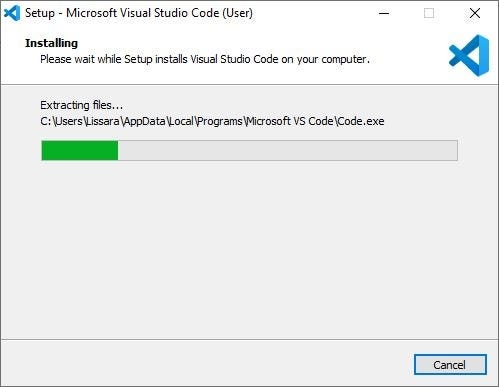 Setup - Microsoft Visual Studio Code (User)
Installing
Please wait while Setup installs Visual Studio Code on your computer.
Extracting files...
C:\Users\Lissara\AppData\Local\Programs\Microsoft VS Code\Code.exe
Cancel